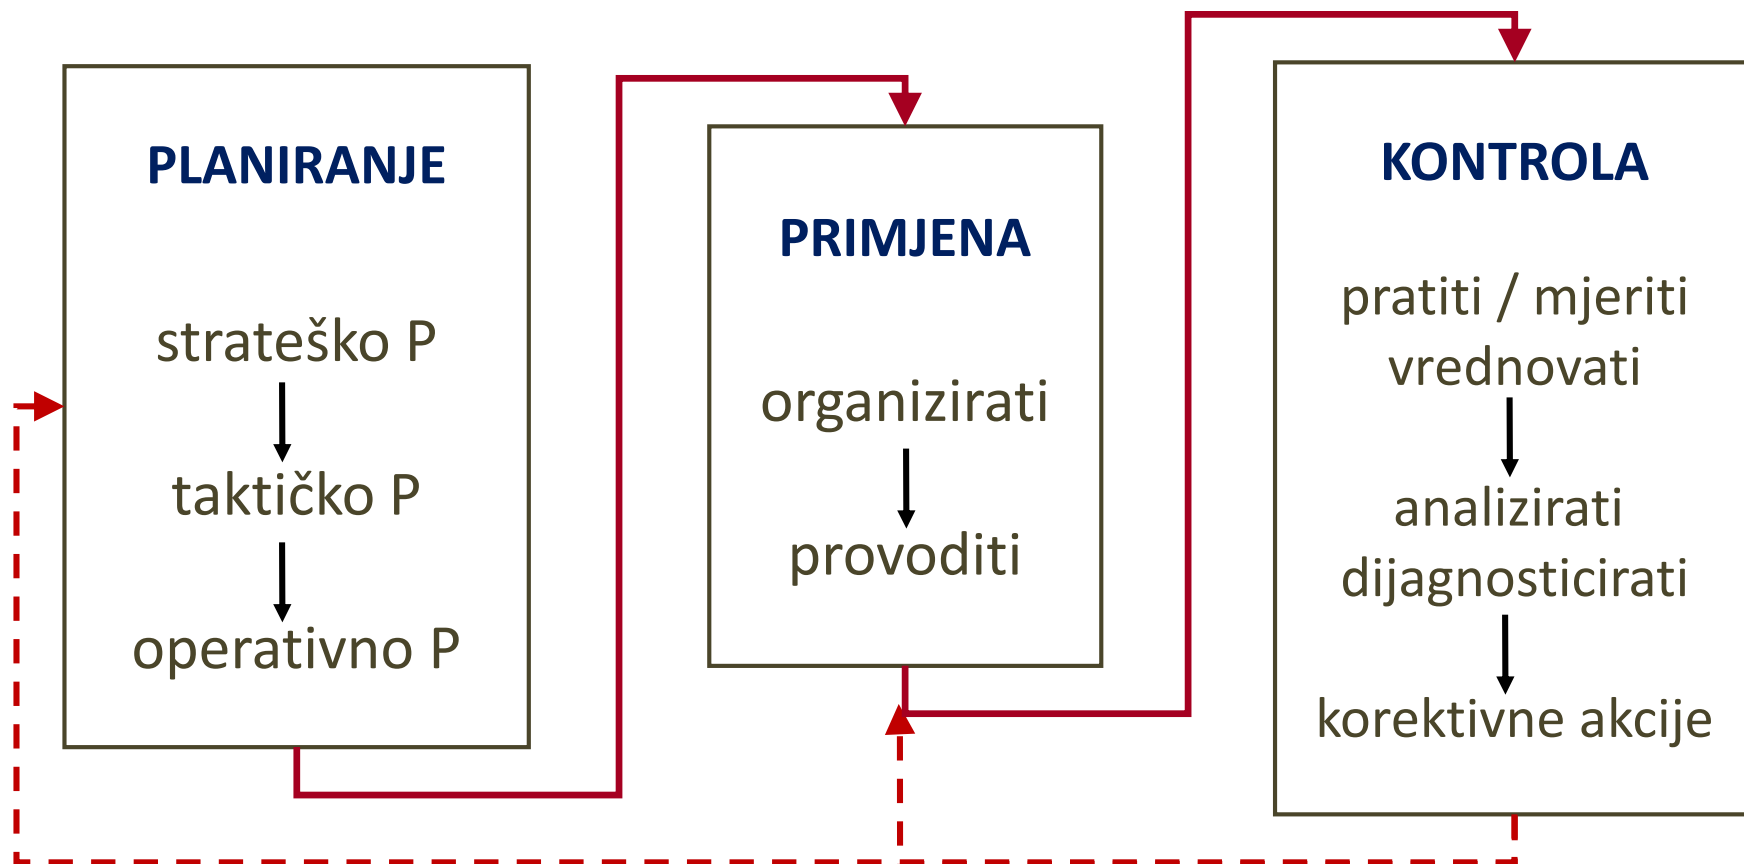 PLANIRANJE
strateško P
taktičko P
operativno P
PRIMJENA
organizirati
provoditi
KONTROLA
pratiti / mjeriti
vrednovati
analizirati
dijagnosticirati
korektivne akcije